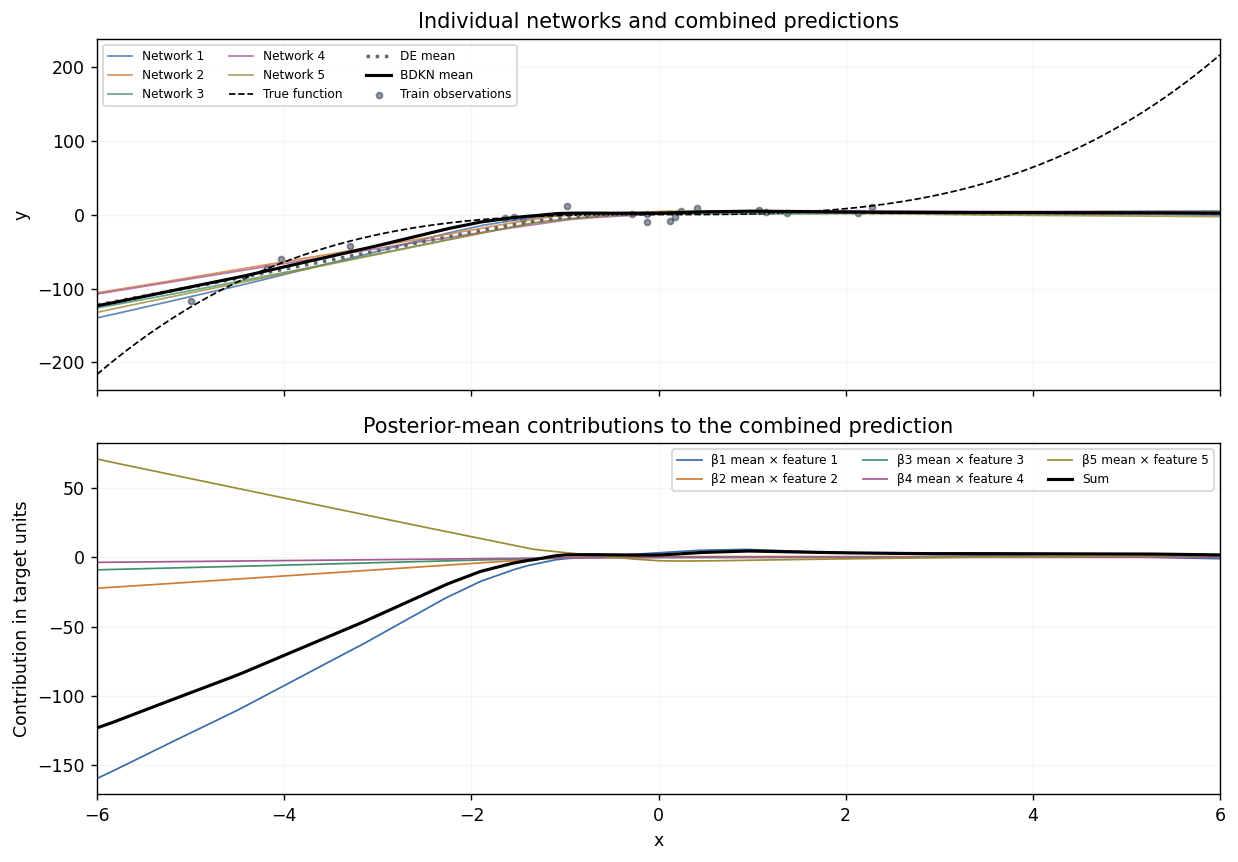 Individual networks and combined predictions
Network 1 Network 4 DE mean
Network 2 Network 5 BDKN mean
Network 3 True function Train observations
200
100
0
−100
−200
y
Posterior-mean contributions to the combined prediction
β1 mean × feature 1 β3 mean × feature 3 β5 mean × feature 5
β2 mean × feature 2 β4 mean × feature 4 Sum
50
0
−50
−100
−150
Contribution in target units
−6 −4 −2 0 2 4 6
x